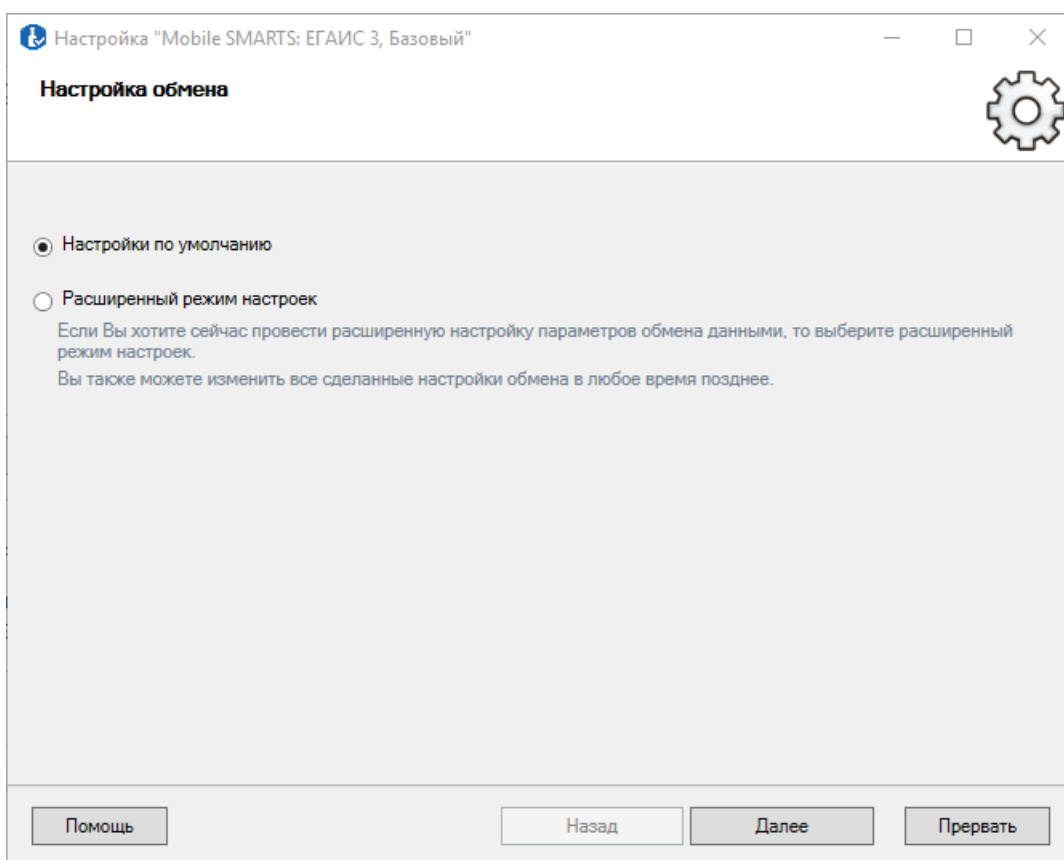 Настройка "Mobile SMARTS: ЕГАИС 3, Базовый"
Настройка обмена
Настройки по умолчанию
Расширенный режим настроек
Если Вы хотите сейчас провести расширенную настройку параметров обмена данными, то выберите расширенный
режим настроек.
Вы также можете изменить все сделанные настройки обмена в любое время позднее.
Помощь
Назад
Далее
Прервать